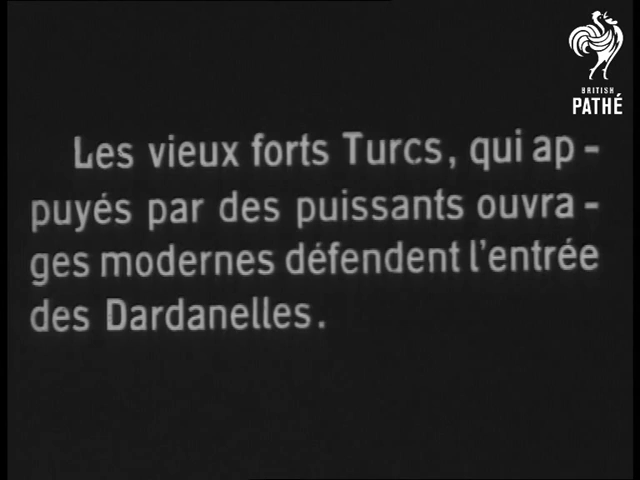 BRITISH
PATHÉ
Les vieux forts Turcs, qui ap-
puyés par des puissants ouvra-
ges modernes défendent l'entrée
des Dardanelles.